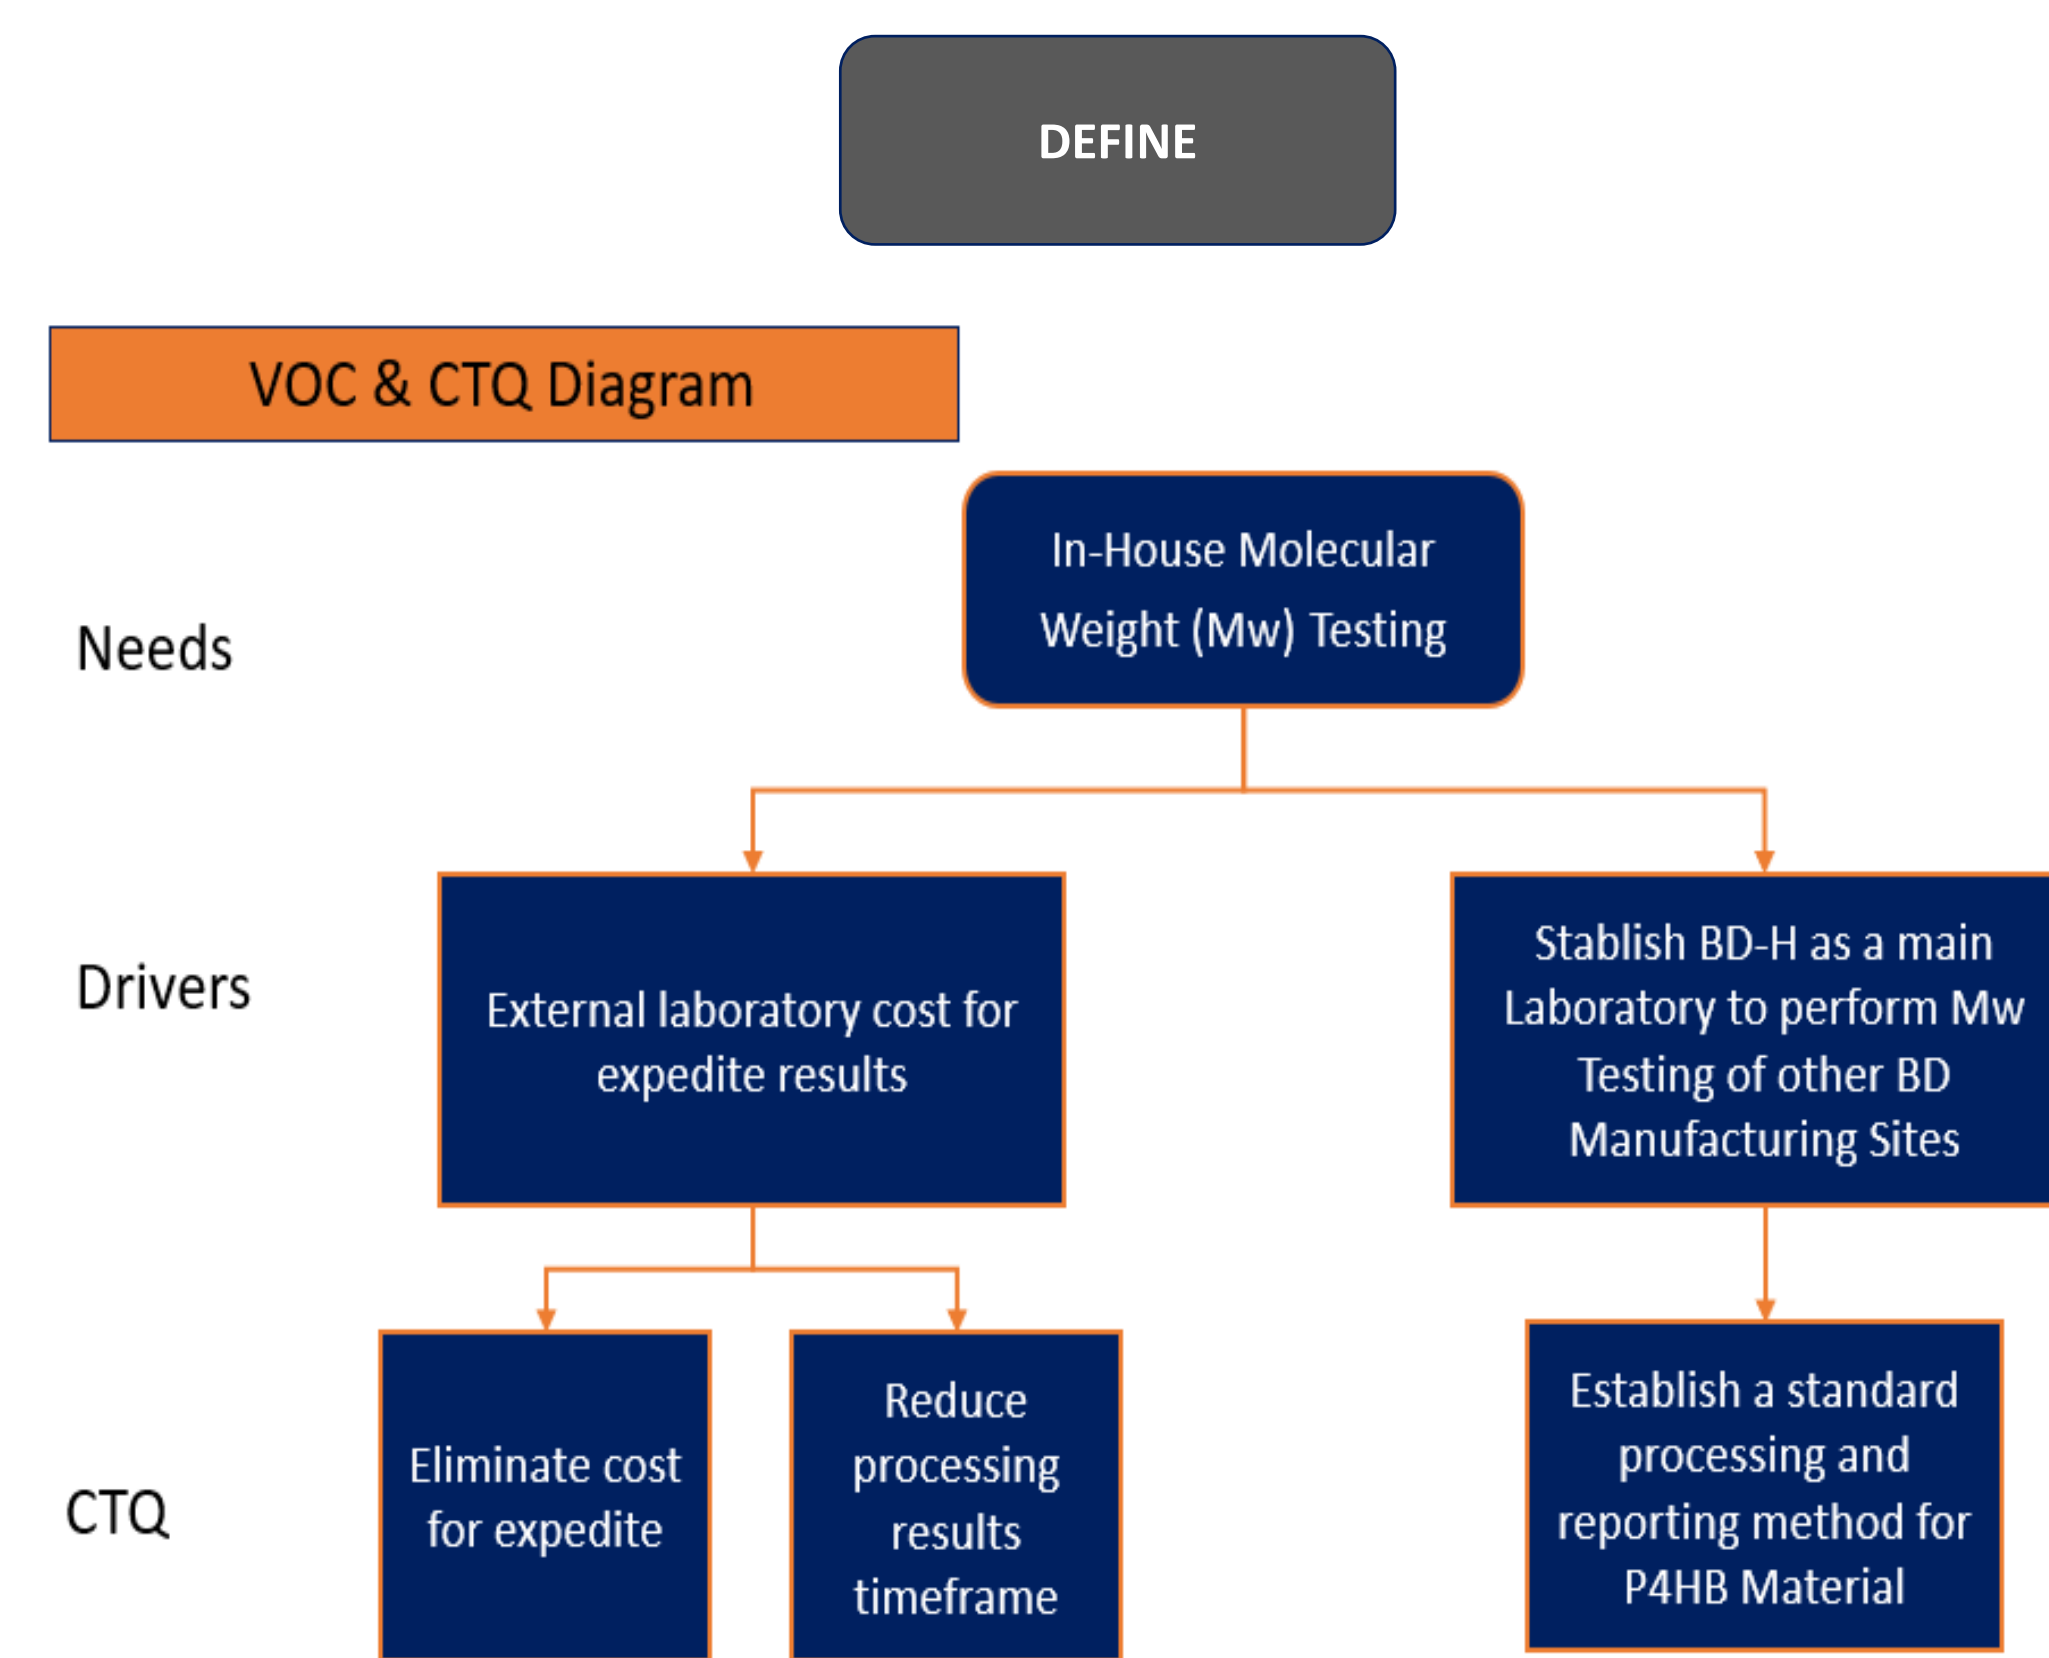 DEFINE
VOC & CTQ Diagram
Needs
In-House Molecular
Weight (Mw) Testing
Drivers
External laboratory cost for
expedite results
Stablish BD-H as a main
Laboratory to perform Mw
Testing of other BD
Manufacturing Sites
CTQ
Eliminate cost
for expedite
Reduce
processing
results
timeframe
Establish a standard
processing and
reporting method for
P4HB Material